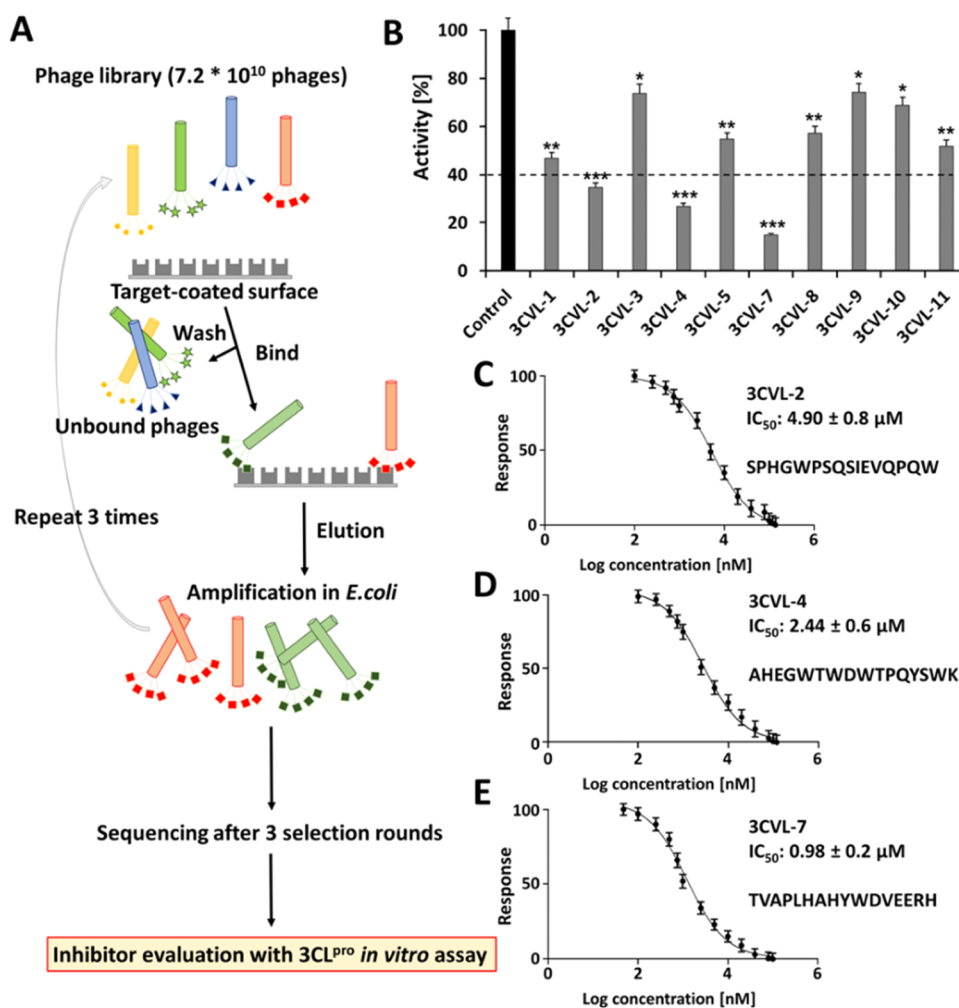 A
Phage library (7.2 * 10¹⁰ phages)
Target-coated surface
Wash
Bind
Unbound phages
Repeat 3 times
Elution
Amplification in E.coli
Sequencing after 3 selection rounds
Inhibitor evaluation with 3CLᵖʳᵒ in vitro assay
B
Activity [%]
100
80
60
40
20
0
** *** * *** ** *** ** * * **
Control 3CVL-1 3CVL-2 3CVL-3 3CVL-4 3CVL-5 3CVL-7 3CVL-8 3CVL-9 3CVL-10 3CVL-11
C
Response
100
50
0
0 2 4 6
Log concentration [nM]
3CVL-2
IC₅₀: 4.90 ± 0.8 µM
SPHGWPSQSIEVQPQW
D
Response
100
50
0
0 2 4 6
Log concentration [nM]
3CVL-4
IC₅₀: 2.44 ± 0.6 µM
AHEGWTWDWTPQYSWK
E
Response
100
50
0
0 2 4 6
Log concentration [nM]
3CVL-7
IC₅₀: 0.98 ± 0.2 µM
TVAPLHAHYWDVEERH